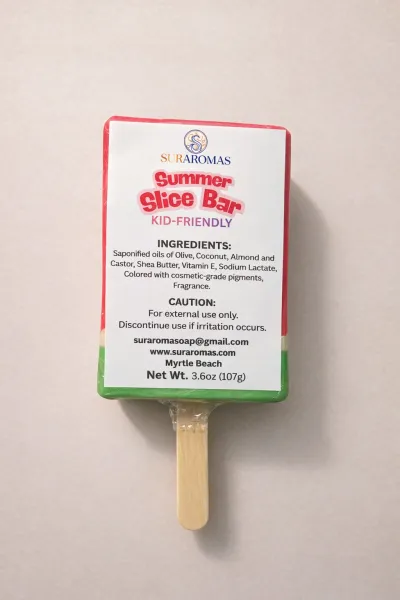 SURAROMAS
Summer
Slice Bar
KID-FRIENDLY
INGREDIENTS:
Saponified oils of Olive, Coconut, Almond and
Castor, Shea Butter, Vitamin E, Sodium Lactate,
Colored with cosmetic-grade pigments,
Fragrance.
CAUTION:
For external use only.
Discontinue use if irritation occurs.
suraromasoap@gmail.com
www.suraromas.com
Myrtle Beach
Net Wt. 3.6oz (107g)